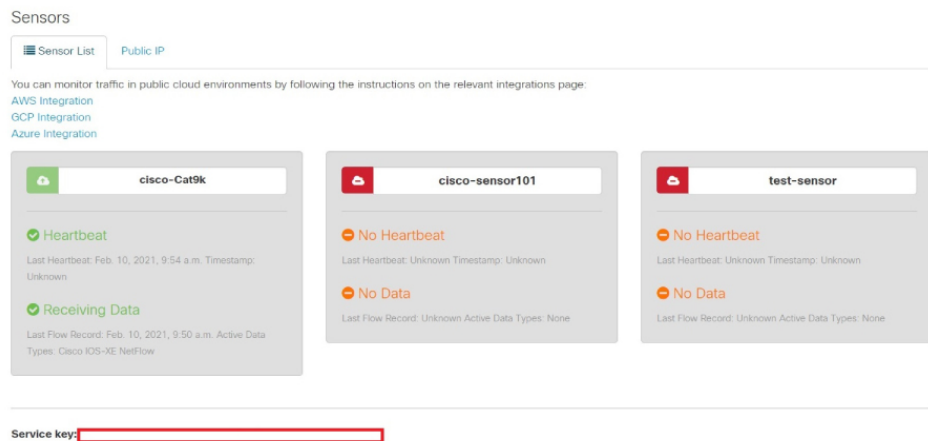 Sensors
Sensor List
Public IP
You can monitor traffic in public cloud environments by following the instructions on the relevant integrations page:
AWS Integration
GCP Integration
Azure Integration
cisco-Cat9k
Heartbeat
Last Heartbeat: Feb. 10, 2021, 9:54 a.m. Timestamp:
Unknown
Receiving Data
Last Flow Record: Feb. 10, 2021, 9:50 a.m. Active Data
Types: Cisco IOS-XE NetFlow
cisco-sensor101
No Heartbeat
Last Heartbeat: Unknown Timestamp: Unknown
No Data
Last Flow Record: Unknown Active Data Types: None
test-sensor
No Heartbeat
Last Heartbeat: Unknown Timestamp: Unknown
No Data
Last Flow Record: Unknown Active Data Types: None
Service key: